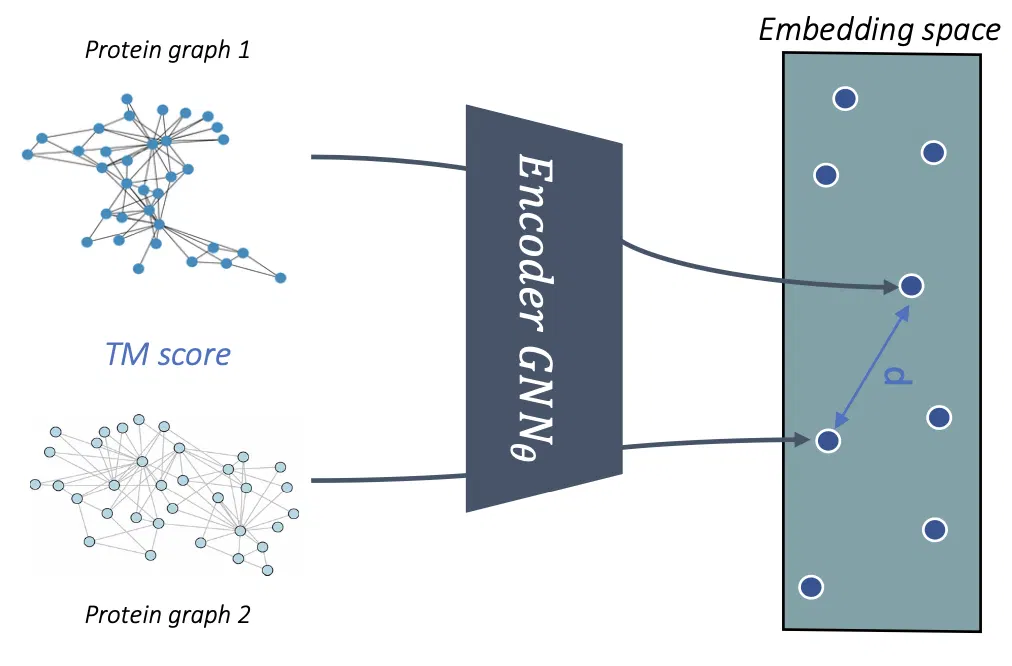 Embedding space
Protein graph 1
Encoder GNNθ
TM score
d
Protein graph 2